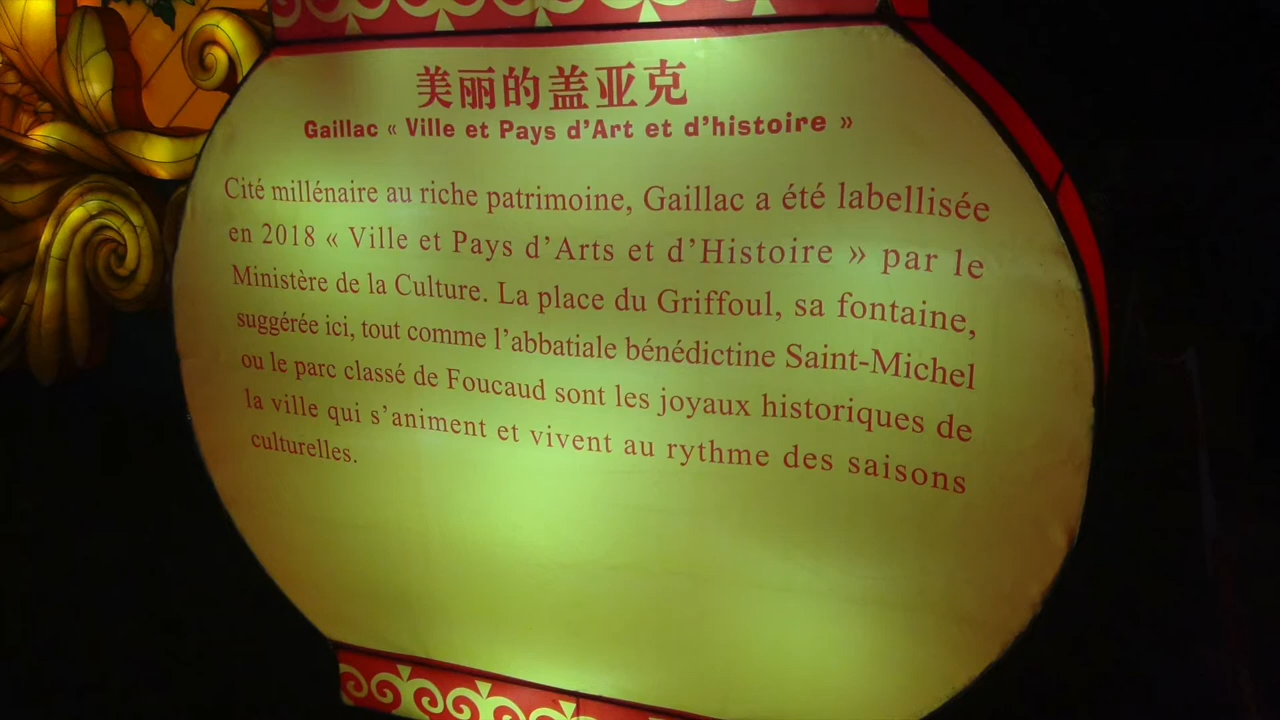 美丽的盖亚克
Gaillac « Ville et Pays d’Art et d’histoire »
Cité millénaire au riche patrimoine, Gaillac a été labellisée
en 2018 « Ville et Pays d’Arts et d’Histoire » par le
Ministère de la Culture. La place du Griffoul, sa fontaine,
suggérée ici, tout comme l’abbatiale bénédictine Saint-Michel
ou le parc classé de Foucaud sont les joyaux historiques de
la ville qui s’animent et vivent au rythme des saisons
culturelles.